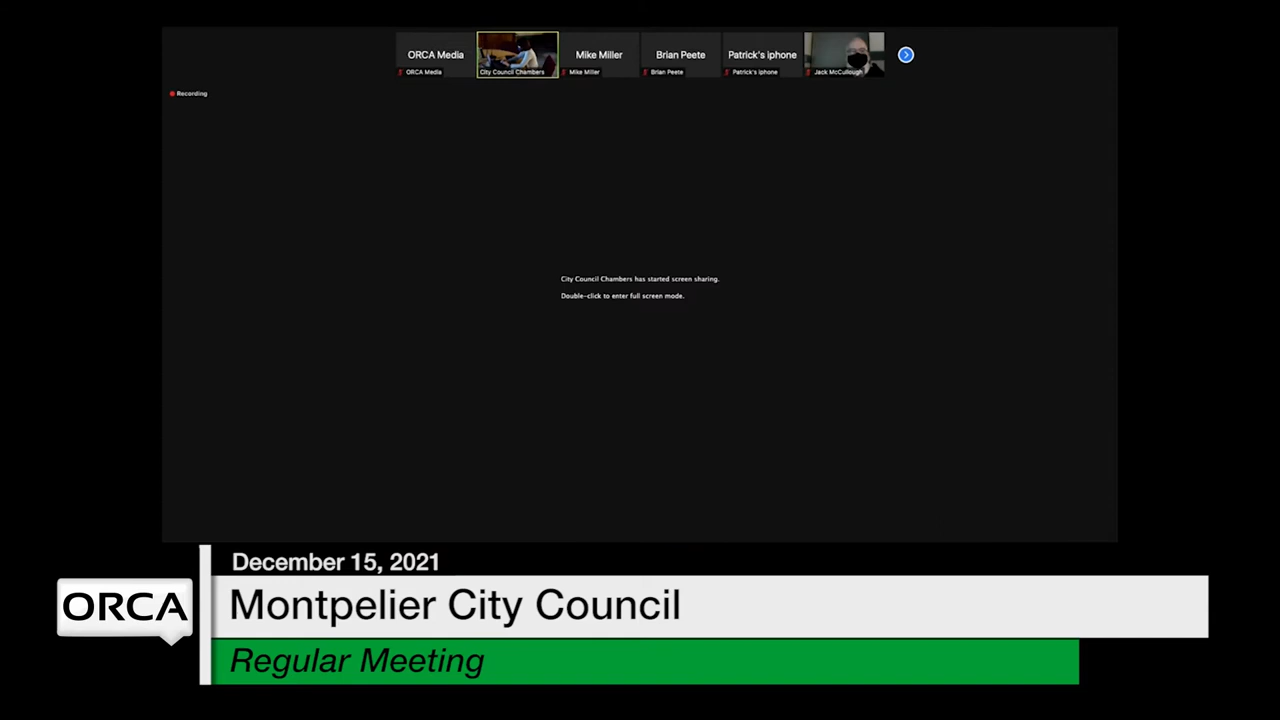 ORCA Media
Mike Miller
Brian Peete
Patrick's iphone
ORCA Media
City Council Chambers
Mike Miller
Brian Peete
Patrick's iphone
Jack McCullough
Recording
City Council Chambers has started screen sharing.
Double-click to enter full screen mode.
December 15, 2021
ORCA
Montpelier City Council
Regular Meeting